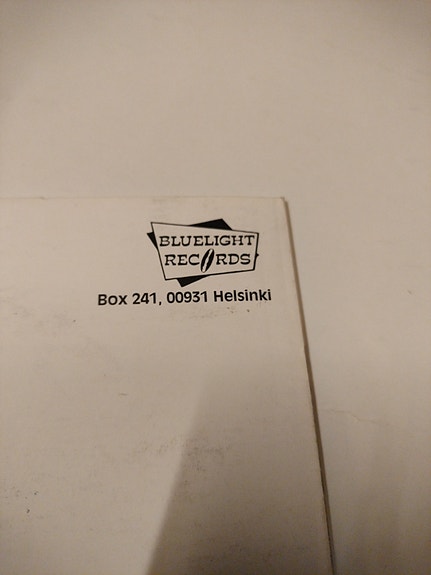 BLUELIGHT
RECORDS
Box 241, 00931 Helsinki